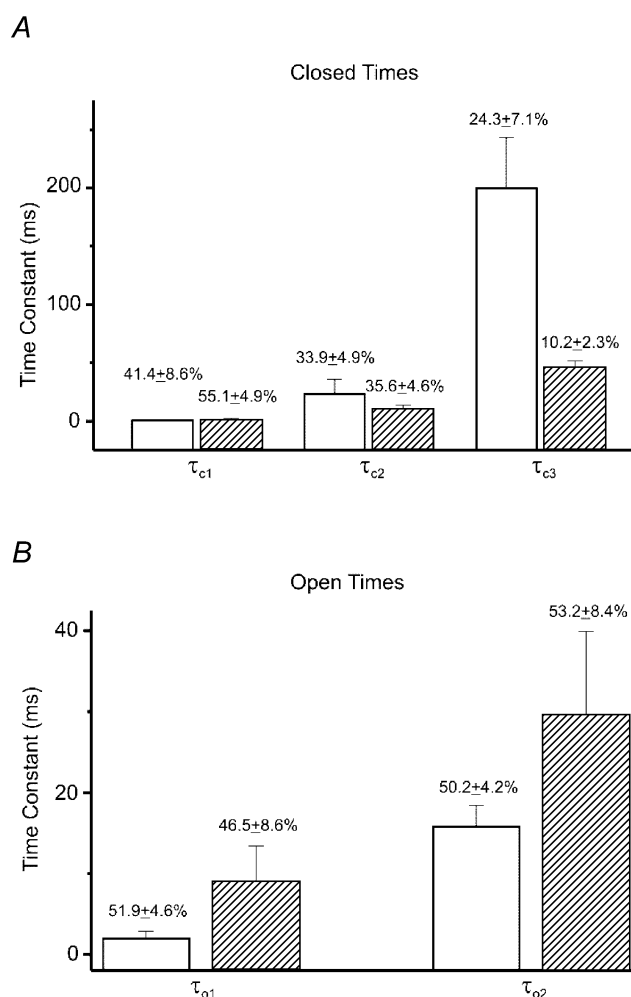 A
Closed Times
Time Constant (ms)
200
100
0
41.4±8.6%
55.1±4.9%
33.9±4.9%
35.6±4.6%
24.3±7.1%
10.2±2.3%
τc1
τc2
τc3
B
Open Times
Time Constant (ms)
40
20
0
51.9±4.6%
46.5±8.6%
50.2±4.2%
53.2±8.4%
τo1
τo2